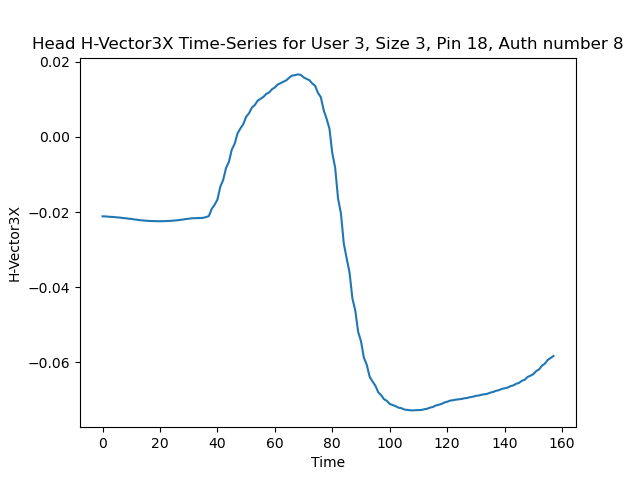 Head H-Vector3X Time-Series for User 3, Size 3, Pin 18, Auth number 8
H-Vector3X
0.02
0.00
−0.02
−0.04
−0.06
0 20 40 60 80 100 120 140 160
Time